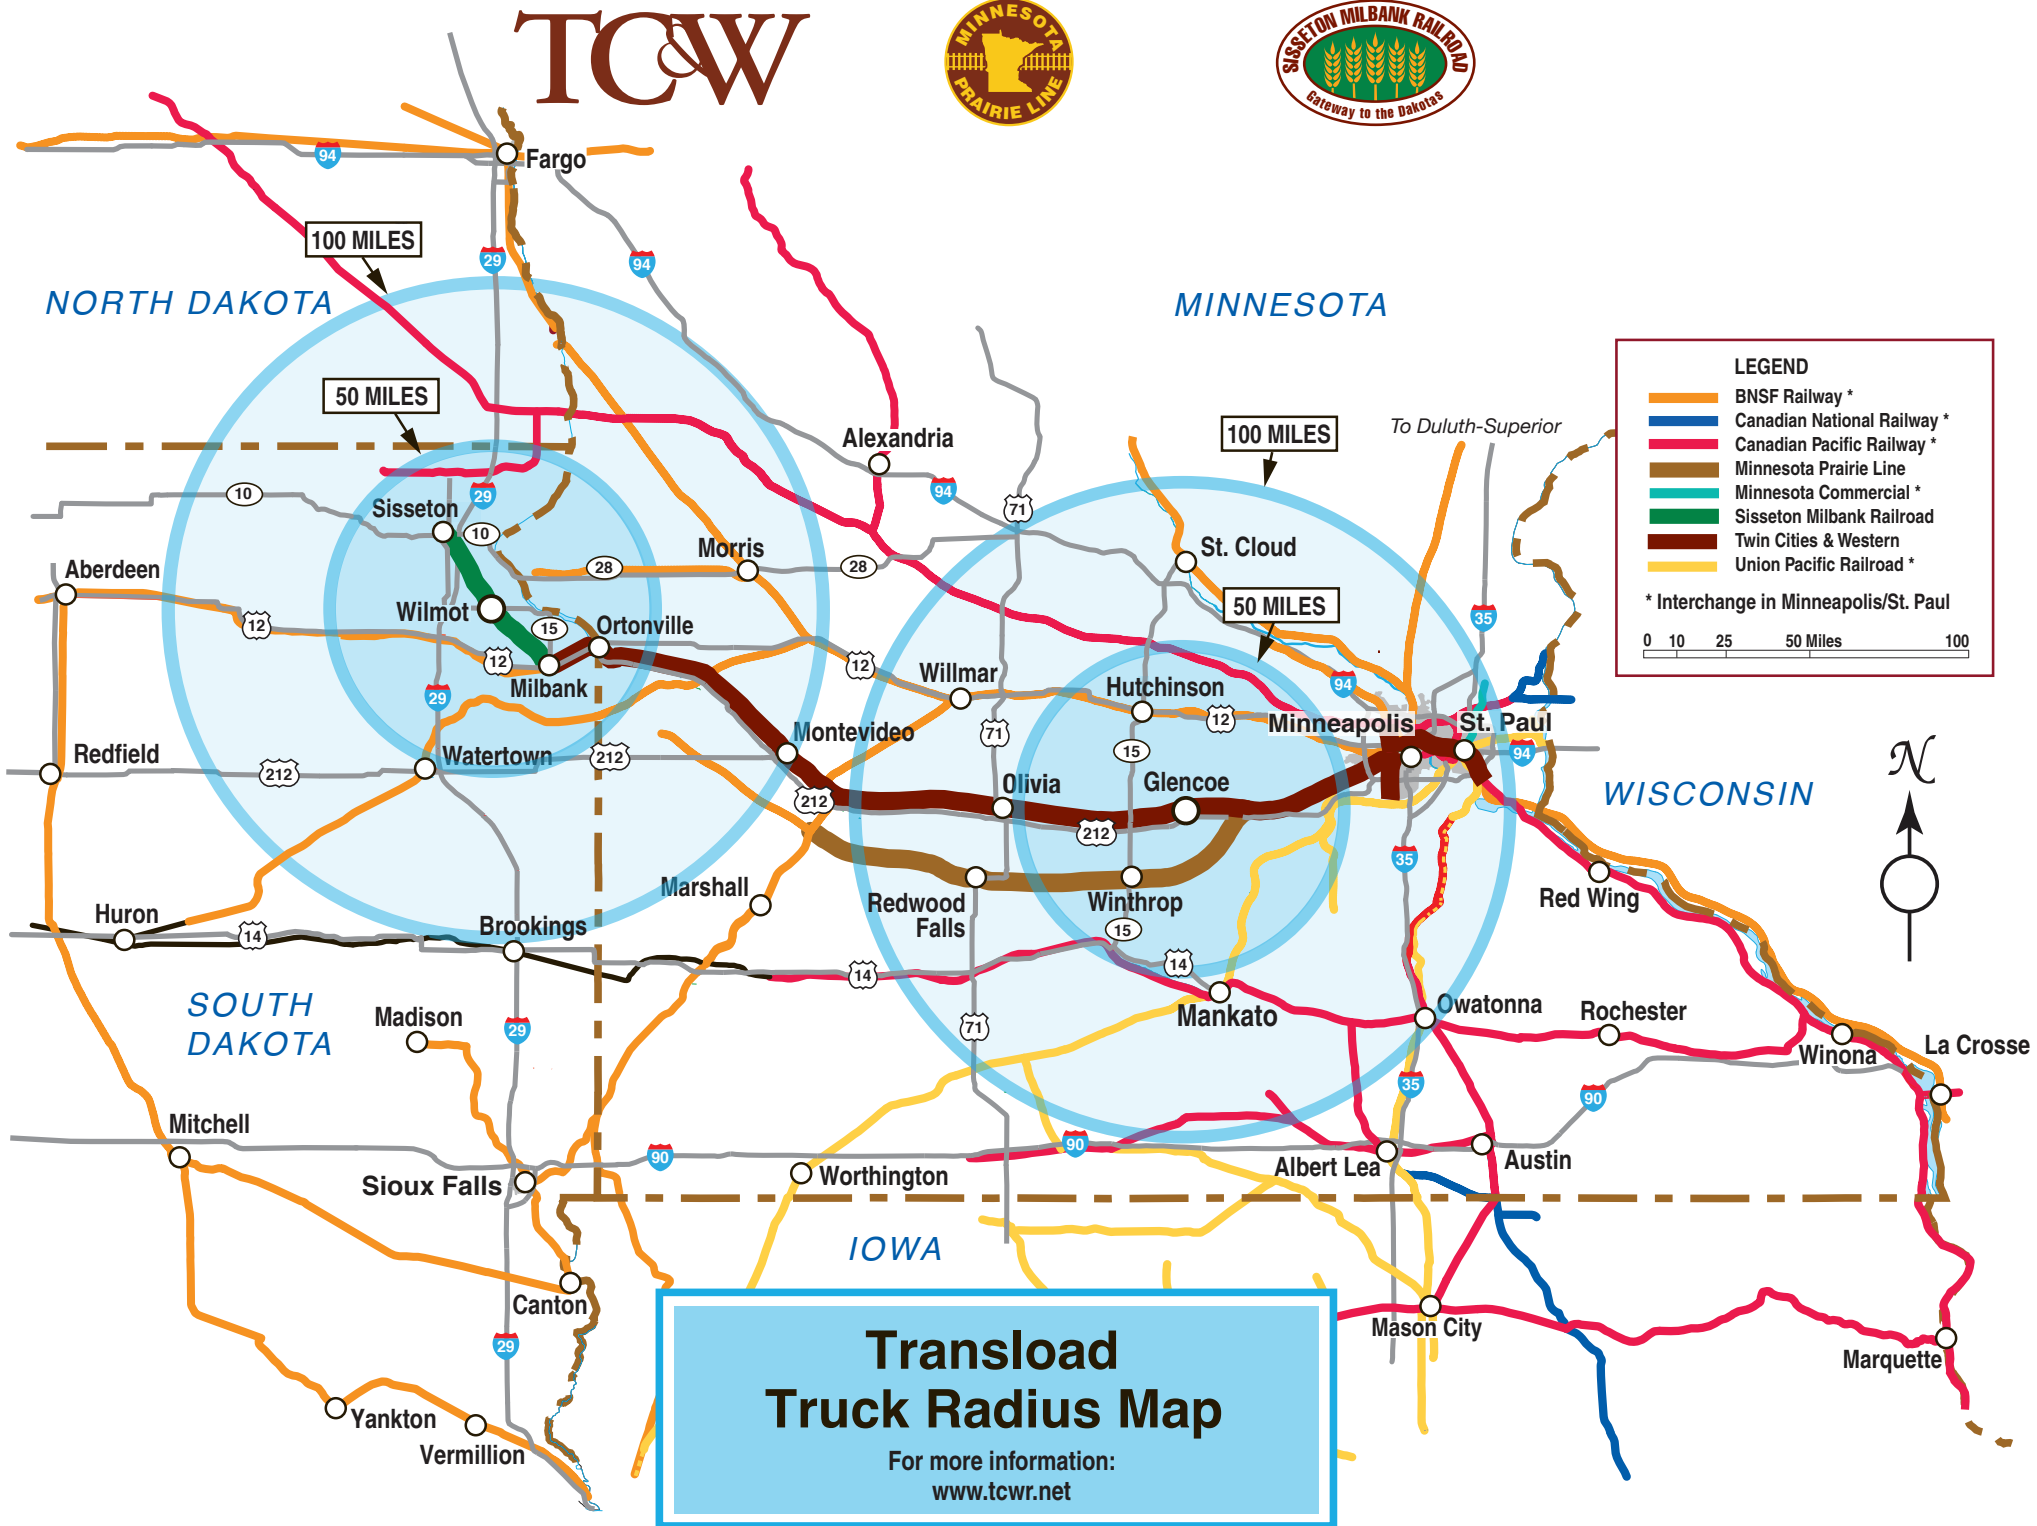 TC&W
MINNESOTA
PRAIRIE LINE
SISSETON MILBANK RAILROAD
Gateway to the Dakotas
94
Fargo
100 MILES
29
94
NORTH DAKOTA
MINNESOTA
LEGEND
BNSF Railway *
Canadian National Railway *
Canadian Pacific Railway *
Minnesota Prairie Line
Minnesota Commercial *
Sisseton Milbank Railroad
Twin Cities & Western
Union Pacific Railroad *
* Interchange in Minneapolis/St. Paul
0 10 25 50 Miles 100
50 MILES
Alexandria
100 MILES
To Duluth-Superior
10
29
94
71
Sisseton
10
Morris
St. Cloud
28
28
Aberdeen
50 MILES
Wilmot
15
Ortonville
35
12
12
12
Milbank
Willmar
Hutchinson
94
29
12
Minneapolis
St. Paul
Redfield
Watertown
212
212
Montevideo
71
15
94
Olivia
Glencoe
N
WISCONSIN
212
212
35
Marshall
Redwood
Falls
Winthrop
Red Wing
Huron
14
Brookings
15
14
14
SOUTH
DAKOTA
Madison
29
71
Mankato
Owatonna
Rochester
Winona
La Crosse
35
90
Mitchell
90
90
Sioux Falls
Worthington
Albert Lea
Austin
IOWA
Canton
29
Mason City
Marquette
Yankton
Vermillion
Transload
Truck Radius Map
For more information:
www.tcwr.net